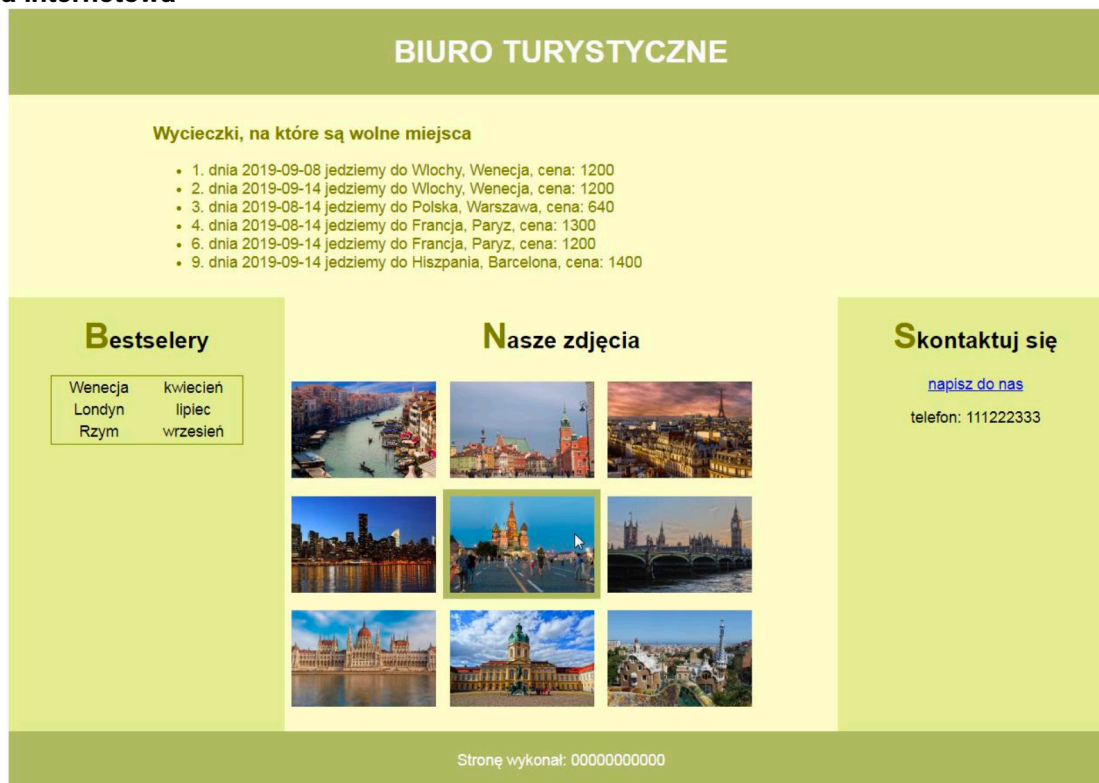 a internetowa
BIURO TURYSTYCZNE
Wycieczki, na które są wolne miejsca
1. dnia 2019-09-08 jedziemy do Wlochy, Wenecja, cena: 1200
2. dnia 2019-09-14 jedziemy do Wlochy, Wenecja, cena: 1200
3. dnia 2019-08-14 jedziemy do Polska, Warszawa, cena: 640
4. dnia 2019-08-14 jedziemy do Francja, Paryz, cena: 1300
6. dnia 2019-09-14 jedziemy do Francja, Paryz, cena: 1200
9. dnia 2019-09-14 jedziemy do Hiszpania, Barcelona, cena: 1400
Bestselery
Wenecja kwiecień
Londyn lipiec
Rzym wrzesień
Nasze zdjęcia
Skontaktuj się
napisz do nas
telefon: 111222333
Stronę wykonał: 00000000000